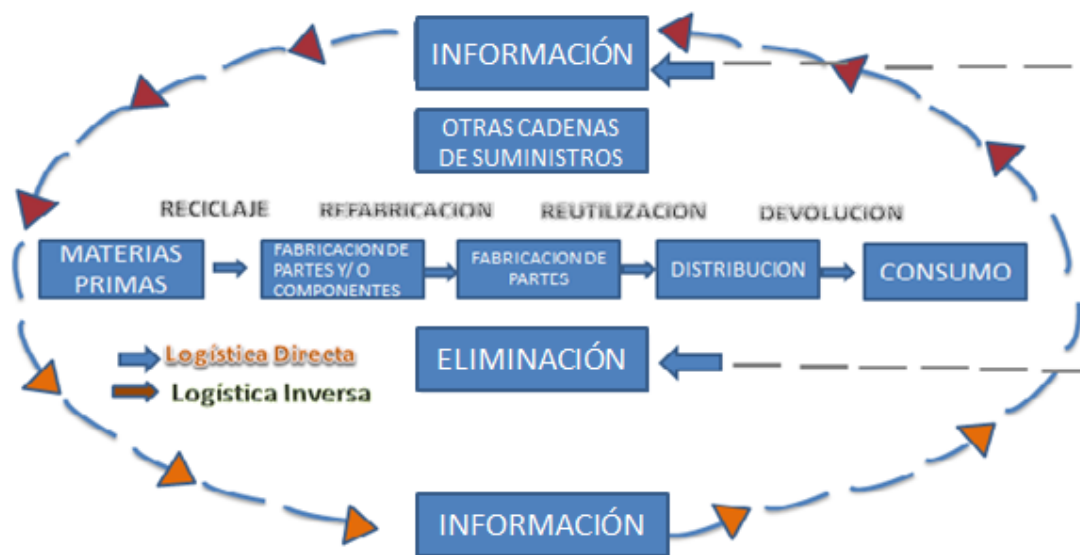 INFORMACIÓN
OTRAS CADENAS
DE SUMINISTROS
RECICLAJE
REFABRICACION
REUTILIZACION
DEVOLUCION
MATERIAS
PRIMAS
FABRICACION DE
PARTES Y/ O
COMPONENTES
FABRICACION DE
PARTES
DISTRIBUCION
CONSUMO
Logística Directa
Logística Inversa
ELIMINACIÓN
INFORMACIÓN